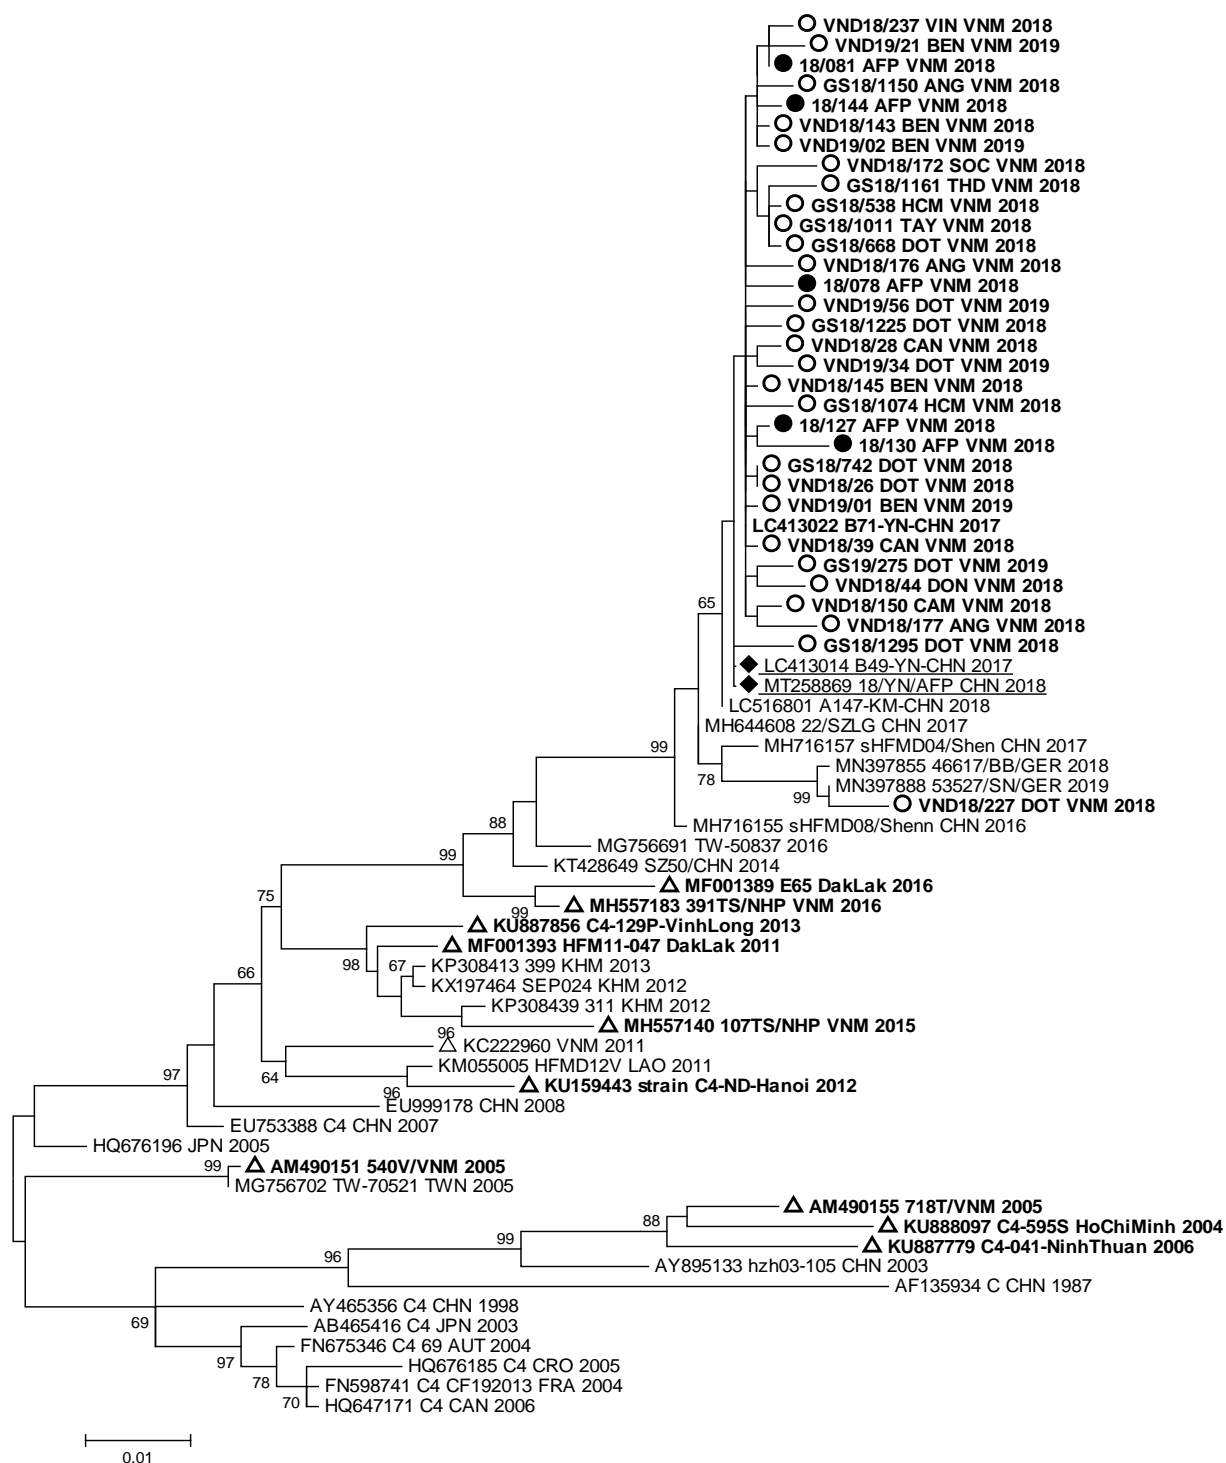 VND18/237 VIN VNM 2018
VND19/21 BEN VNM 2019
18/081 AFP VNM 2018
GS18/1150 ANG VNM 2018
18/144 AFP VNM 2018
VND18/143 BEN VNM 2018
VND19/02 BEN VNM 2019
VND18/172 SOC VNM 2018
GS18/1161 THD VNM 2018
GS18/538 HCM VNM 2018
GS18/1011 TAY VNM 2018
GS18/668 DOT VNM 2018
VND18/176 ANG VNM 2018
18/078 AFP VNM 2018
VND19/56 DOT VNM 2019
GS18/1225 DOT VNM 2018
VND18/28 CAN VNM 2018
VND19/34 DOT VNM 2019
VND18/145 BEN VNM 2018
GS18/1074 HCM VNM 2018
18/127 AFP VNM 2018
18/130 AFP VNM 2018
GS18/742 DOT VNM 2018
VND18/26 DOT VNM 2018
VND19/01 BEN VNM 2019
LC413022 B71-YN-CHN 2017
VND18/39 CAN VNM 2018
GS19/275 DOT VNM 2019
VND18/44 DON VNM 2018
65 VND18/150 CAM VNM 2018
VND18/177 ANG VNM 2018
GS18/1295 DOT VNM 2018
LC413014 B49-YN-CHN 2017
MT258869 18/YN/AFP CHN 2018
LC516801 A147-KM-CHN 2018
MH644608 22/SZLG CHN 2017
99 MH716157 sHFMD04/Shen CHN 2017
MN397855 46617/BB/GER 2018
78 MN397888 53527/SN/GER 2019
99 VND18/227 DOT VNM 2018
88 MH716155 sHFMD08/Shenn CHN 2016
MG756691 TW-50837 2016
99 KT428649 SZ50/CHN 2014
MF001389 E65 DakLak 2016
75 99 MH557183 391TS/NHP VNM 2016
KU887856 C4-129P-VinhLong 2013
MF001393 HFM11-047 DakLak 2011
98 67 KP308413 399 KHM 2013
66 KX197464 SEP024 KHM 2012
KP308439 311 KHM 2012
MH557140 107TS/NHP VNM 2015
96
KC222960 VNM 2011
KM055005 HFMD12V LAO 2011
97 64 KU159443 strain C4-ND-Hanoi 2012
96
EU999178 CHN 2008
EU753388 C4 CHN 2007
HQ676196 JPN 2005
99 AM490151 540V/VNM 2005
MG756702 TW-70521 TWN 2005
AM490155 718T/VNM 2005
88 KU888097 C4-595S HoChiMinh 2004
99 KU887779 C4-041-NinhThuan 2006
96 AY895133 hzh03-105 CHN 2003
AF135934 C CHN 1987
AY465356 C4 CHN 1998
69 AB465416 C4 JPN 2003
FN675346 C4 69 AUT 2004
97 HQ676185 C4 CRO 2005
78 FN598741 C4 CF192013 FRA 2004
70 HQ647171 C4 CAN 2006
0.01